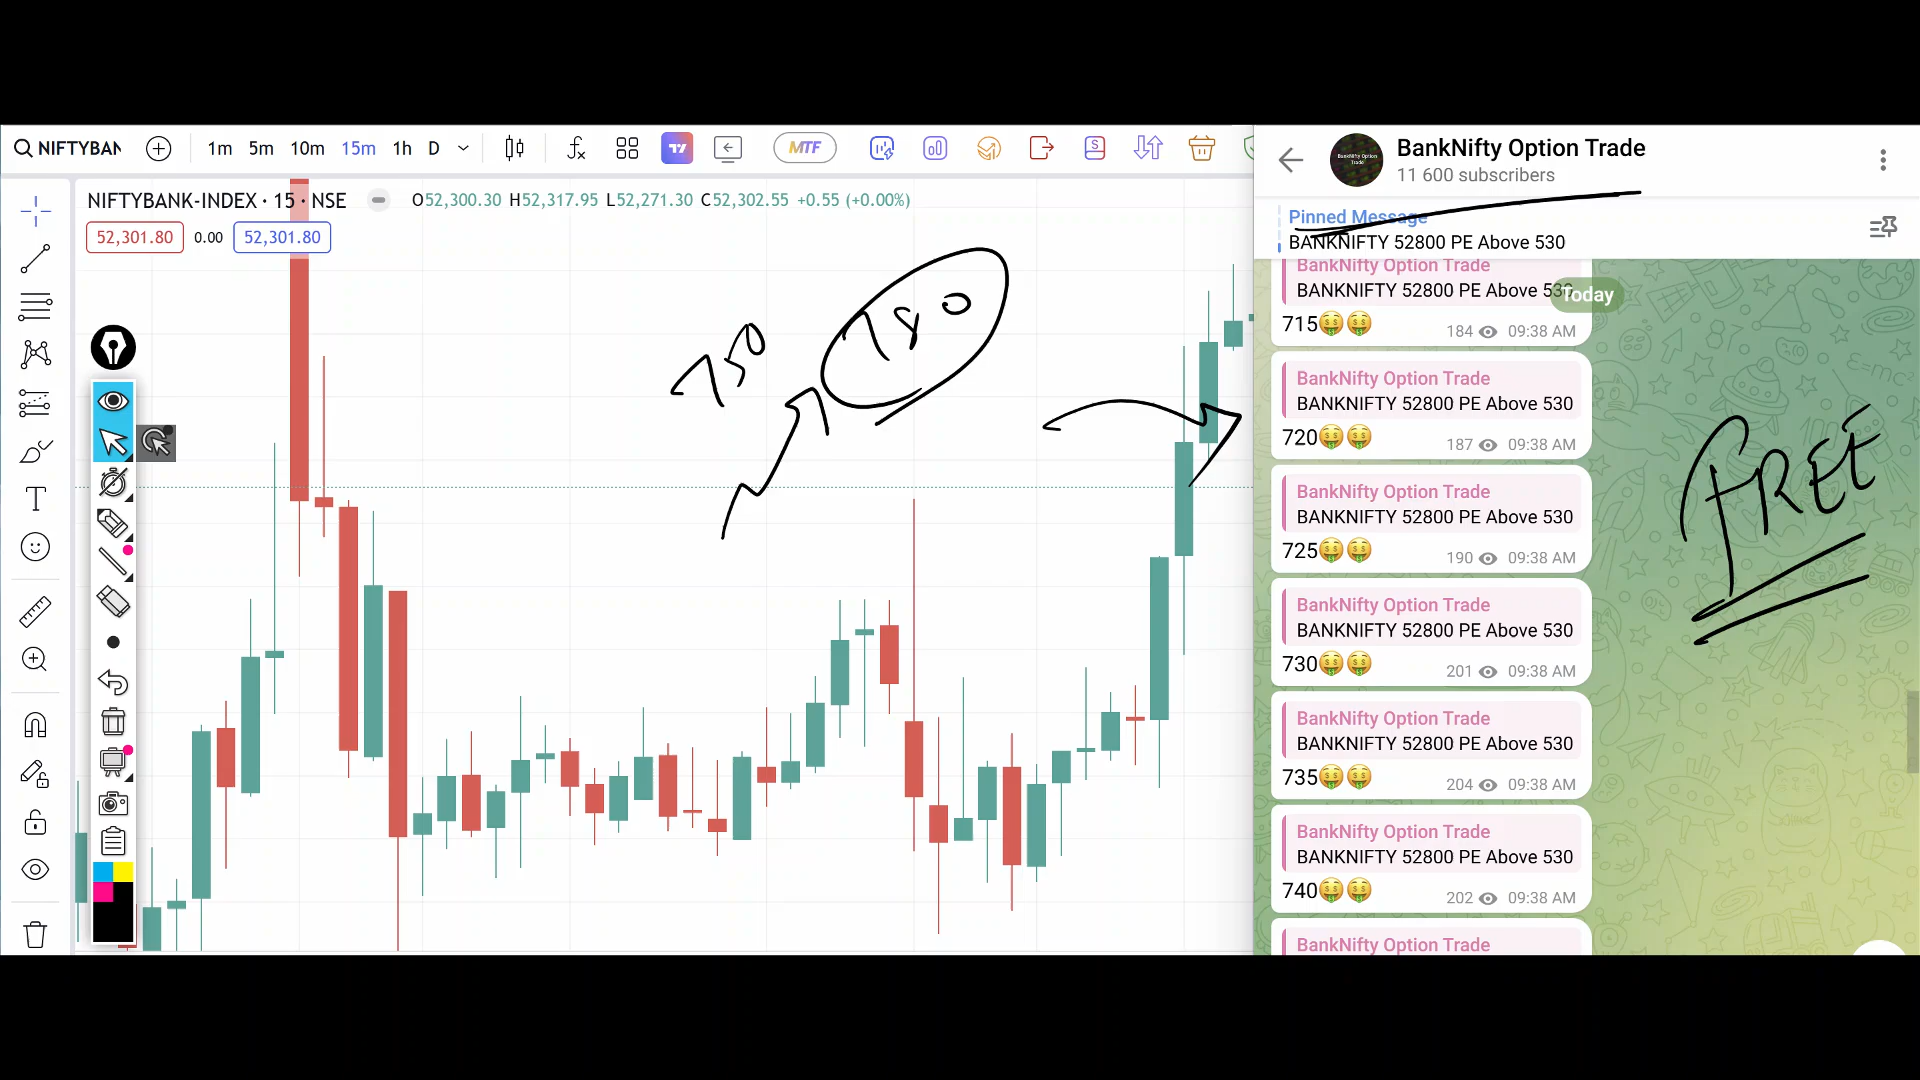 NIFTYBAN
1m 5m 10m 15m 1h D
MTF
NIFTYBANK-INDEX · 15 · NSE
O52,300.30 H52,317.95 L52,271.30 C52,302.55 +0.55 (+0.00%)
52,301.80 0.00 52,301.80
750
780
BankNifty Option Trade
11 600 subscribers
Pinned Message
BANKNIFTY 52800 PE Above 530
Today
BankNifty Option Trade
BANKNIFTY 52800 PE Above 530
715🤑🤑 184 09:38 AM
BankNifty Option Trade
BANKNIFTY 52800 PE Above 530
720🤑🤑 187 09:38 AM
BankNifty Option Trade
BANKNIFTY 52800 PE Above 530
725🤑🤑 190 09:38 AM
BankNifty Option Trade
BANKNIFTY 52800 PE Above 530
730🤑🤑 201 09:38 AM
BankNifty Option Trade
BANKNIFTY 52800 PE Above 530
735🤑🤑 204 09:38 AM
BankNifty Option Trade
BANKNIFTY 52800 PE Above 530
740🤑🤑 202 09:38 AM
BankNifty Option Trade
FREE